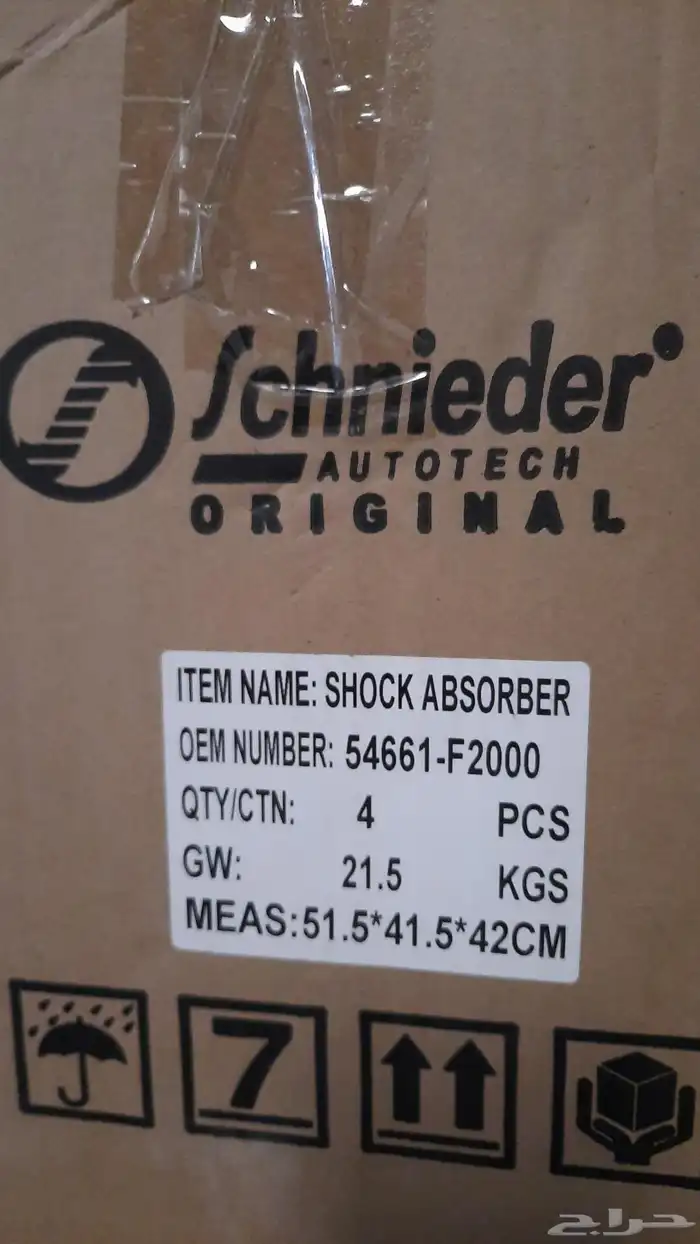 Schnieder
AUTOTECH
ORIGINAL
ITEM NAME: SHOCK ABSORBER
OEM NUMBER: 54661-F2000
QTY/CTN: 4 PCS
GW: 21.5 KGS
MEAS:51.5*41.5*42CM
7
حراج